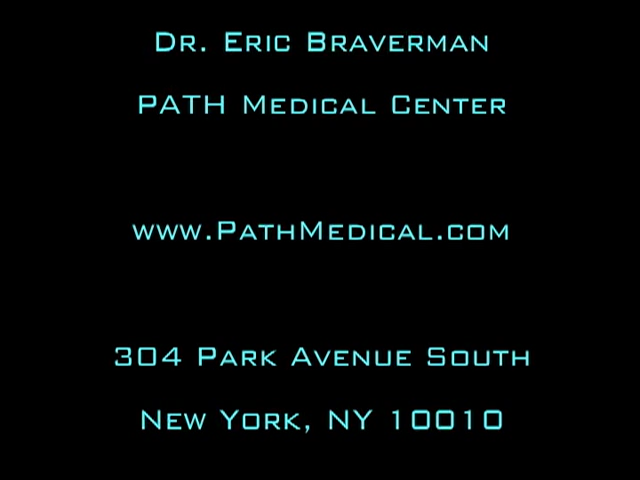 Dr. Eric Braverman
PATH Medical Center
www.PathMedical.com
304 Park Avenue South
New York, NY 10010